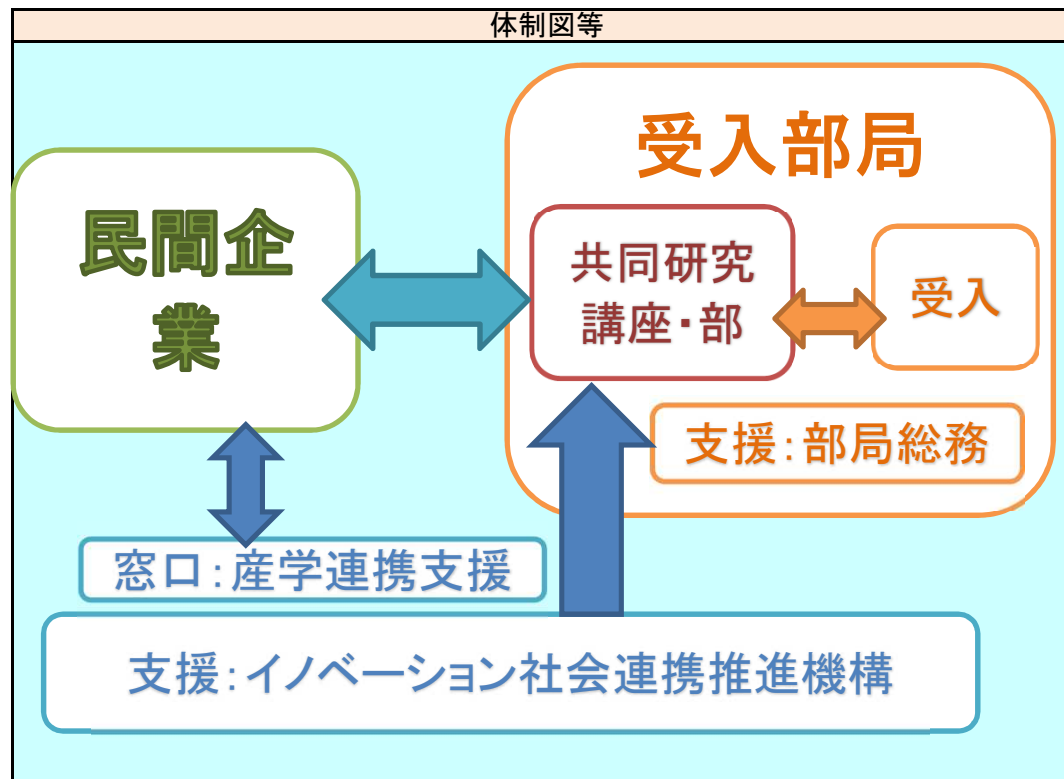 体制図等
受入部局
民間企
業
共同研究
講座・部
受入
支援：部局総務
窓口：産学連携支援
支援：イノベーション社会連携推進機構